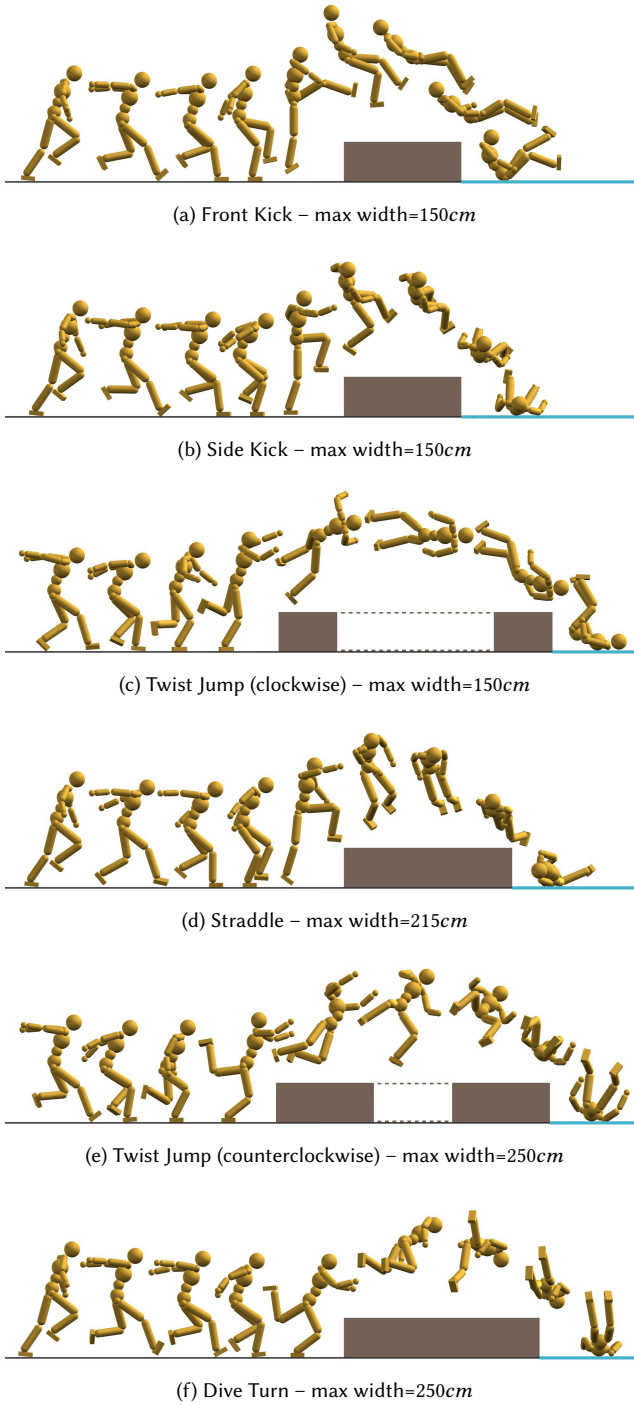 (a) Front Kick – max width=150cm
(b) Side Kick – max width=150cm
(c) Twist Jump (clockwise) – max width=150cm
(d) Straddle – max width=215cm
(e) Twist Jump (counterclockwise) – max width=250cm
(f) Dive Turn – max width=250cm